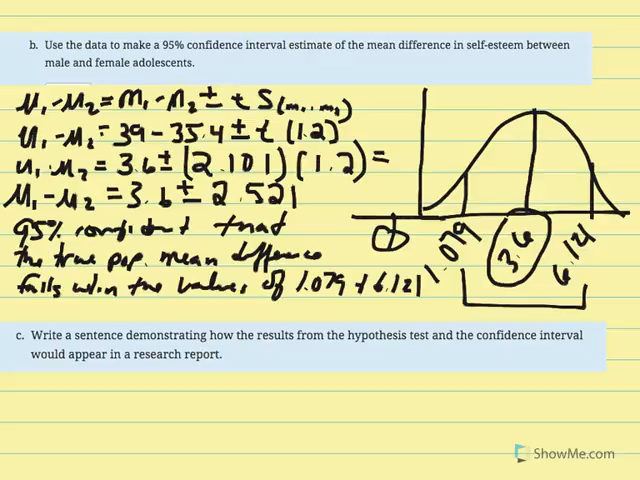 b. Use the data to make a 95% confidence interval estimate of the mean difference in self-esteem between
male and female adolescents.
μ₁-μ₂ = m₁-m₂ ± t S(m₁-m₁)
μ₁-μ₂ = 39 - 35.4 ± t (1.2)
μ₁-μ₂ = 3.6 ± (2.101)(1.2) =
μ₁-μ₂ = 3.6 ± 2.521
95% confident that
the true pop. mean difference
falls w/in the values of 1.079 + 6.121
0
1.079
3.6
6.121
c. Write a sentence demonstrating how the results from the hypothesis test and the confidence interval
would appear in a research report.
ShowMe.com